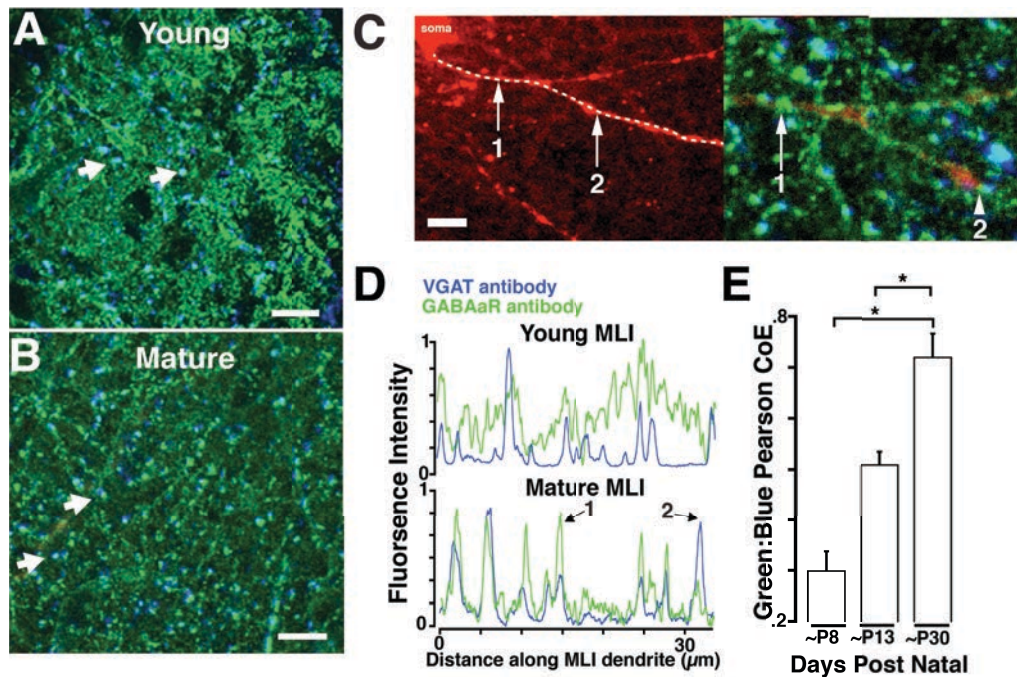 A
Young
B
Mature
C
soma
1
2
1
2
D
VGAT antibody
GABAaR antibody
Young MLI
1
0
Mature MLI
1
0
1
2
Fluorsence Intensity
0
30
Distance along MLI dendrite (µm)
E
*
*
.8
.2
Green:Blue Pearson CoE
~P8
~P13
~P30
Days Post Natal